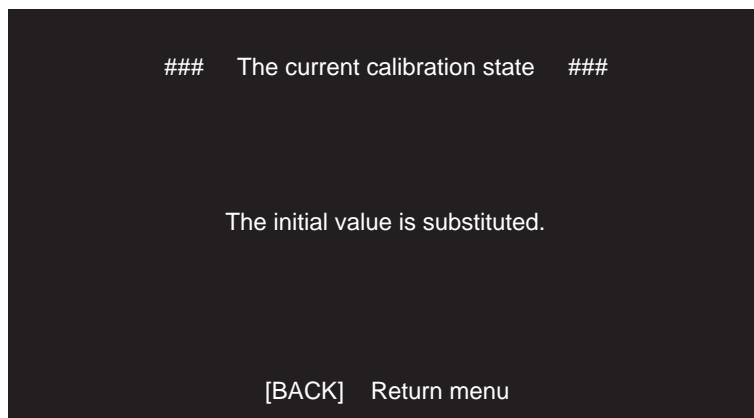 ### The current calibration state ###
The initial value is substituted.
[BACK] Return menu